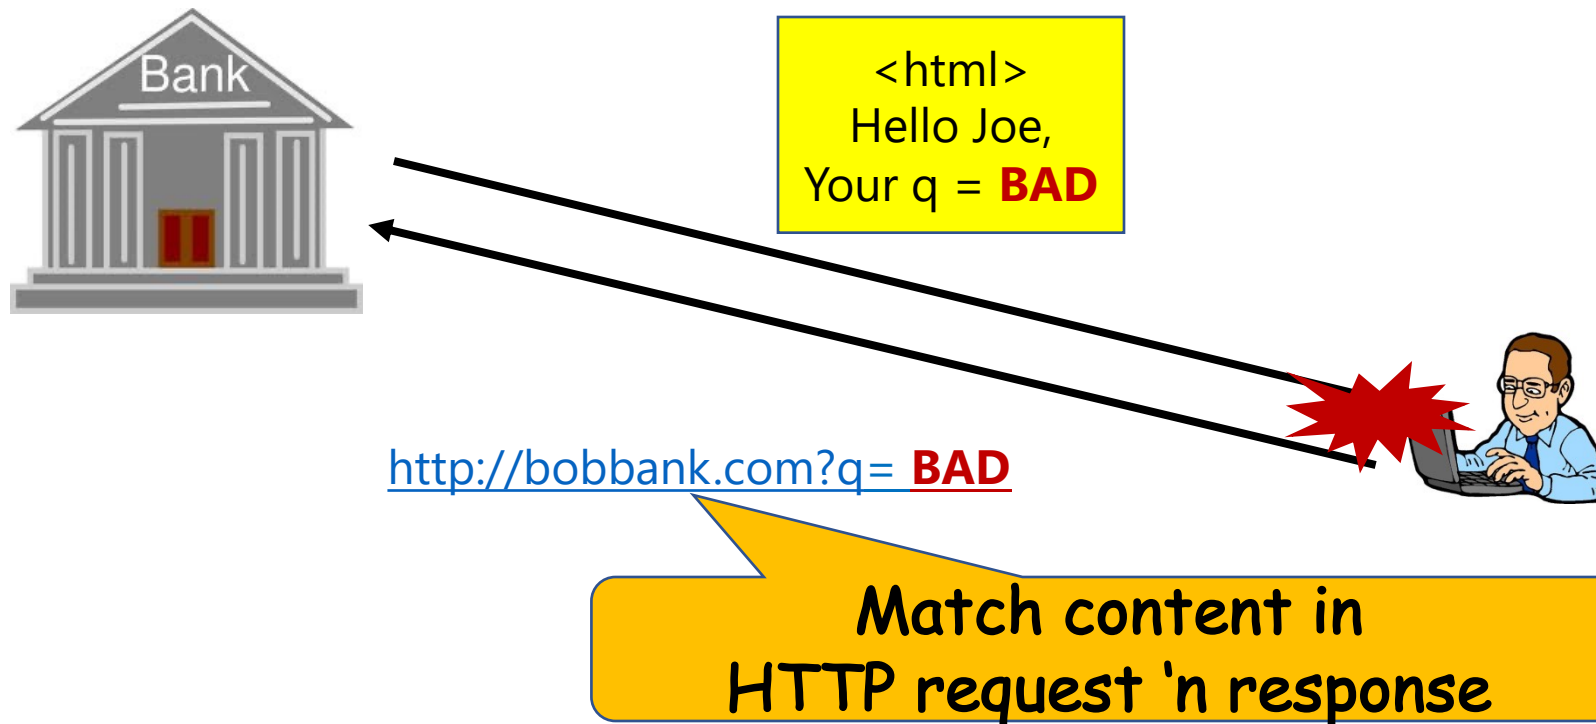 Bank
<html>
Hello Joe,
Your q = BAD
http://bobbank.com?q= BAD
Match content in
HTTP request 'n response